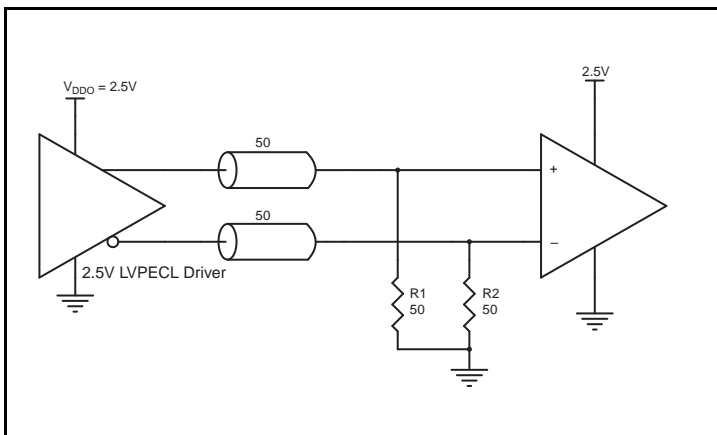 V_DDO = 2.5V
2.5V
50
+
50
−
2.5V LVPECL Driver
R1
50
R2
50